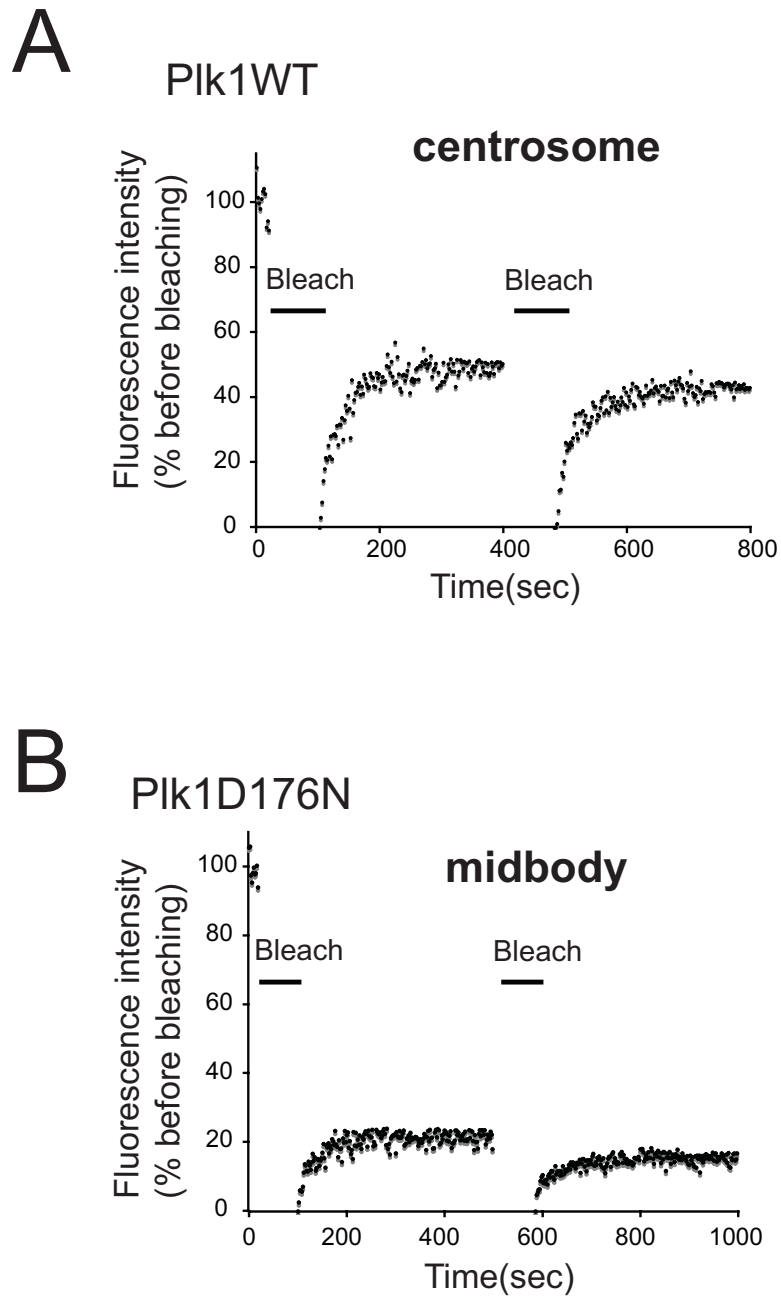 A
Plk1WT
centrosome
Fluorescence intensity
(% before bleaching)
100
80
60
40
20
0
Bleach
Bleach
0
200
400
600
800
Time(sec)
B
Plk1D176N
midbody
Fluorescence intensity
(% before bleaching)
100
80
60
40
20
0
Bleach
Bleach
0
200
400
600
800
1000
Time(sec)